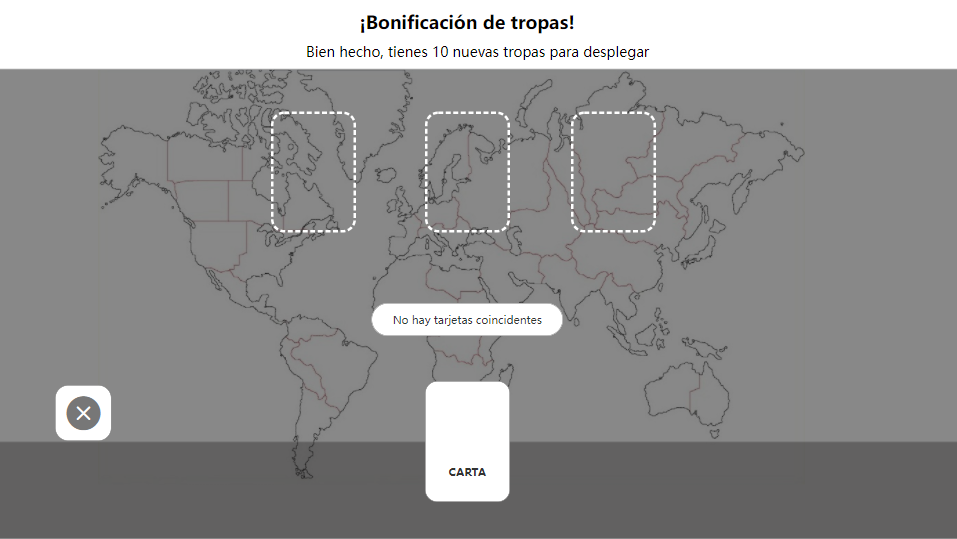 ¡Bonificación de tropas!
Bien hecho, tienes 10 nuevas tropas para desplegar
No hay tarjetas coincidentes
CARTA